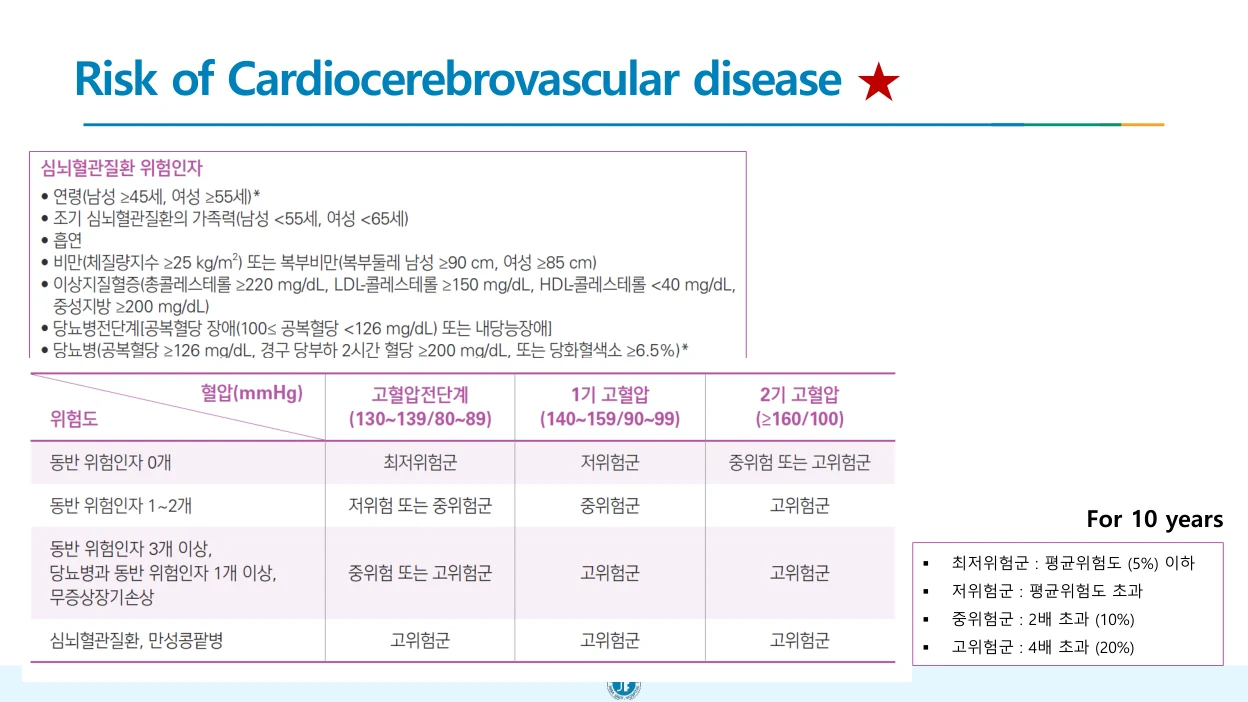 Risk of Cardiocerebrovascular disease ★
심뇌혈관질환 위험인자
• 연령(남성 ≥45세, 여성 ≥55세)*
• 조기 심뇌혈관질환의 가족력(남성 <55세, 여성 <65세)
• 흡연
• 비만(체질량지수 ≥25 kg/m²) 또는 복부비만(복부둘레 남성 ≥90 cm, 여성 ≥85 cm)
• 이상지질혈증(총콜레스테롤 ≥220 mg/dL, LDL-콜레스테롤 ≥150 mg/dL, HDL-콜레스테롤 <40 mg/dL,
중성지방 ≥200 mg/dL)
• 당뇨병전단계[공복혈당 장애(100≤ 공복혈당 <126 mg/dL) 또는 내당능장애]
• 당뇨병(공복혈당 ≥126 mg/dL, 경구 당부하 2시간 혈당 ≥200 mg/dL, 또는 당화혈색소 ≥6.5%)*
혈압(mmHg)
위험도
고혈압전단계
(130~139/80~89)
1기 고혈압
(140~159/90~99)
2기 고혈압
(≥160/100)
동반 위험인자 0개 최저위험군 저위험군 중위험 또는 고위험군
동반 위험인자 1~2개 저위험 또는 중위험군 중위험군 고위험군
동반 위험인자 3개 이상,
당뇨병과 동반 위험인자 1개 이상,
무증상장기손상
중위험 또는 고위험군 고위험군 고위험군
심뇌혈관질환, 만성콩팥병 고위험군 고위험군 고위험군
For 10 years
▪ 최저위험군 : 평균위험도 (5%) 이하
▪ 저위험군 : 평균위험도 초과
▪ 중위험군 : 2배 초과 (10%)
▪ 고위험군 : 4배 초과 (20%)